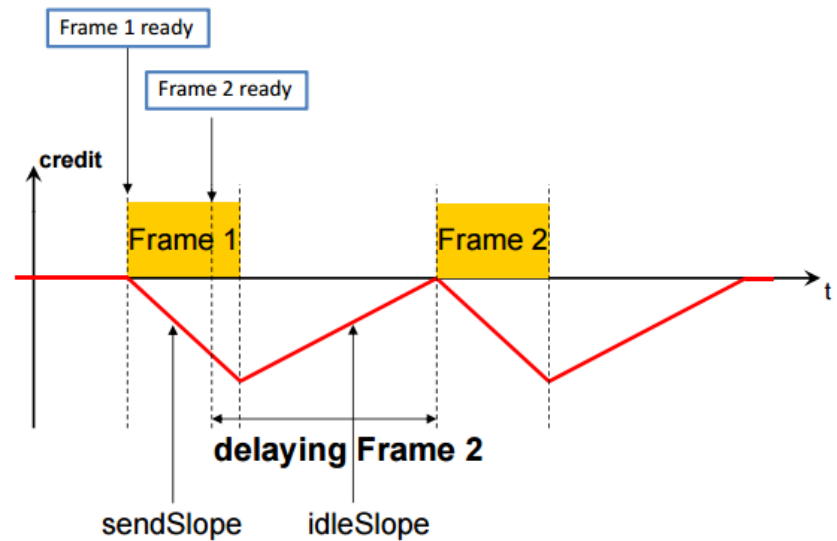 Frame 1 ready
Frame 2 ready
credit
Frame 1
Frame 2
t
delaying Frame 2
sendSlope
idleSlope